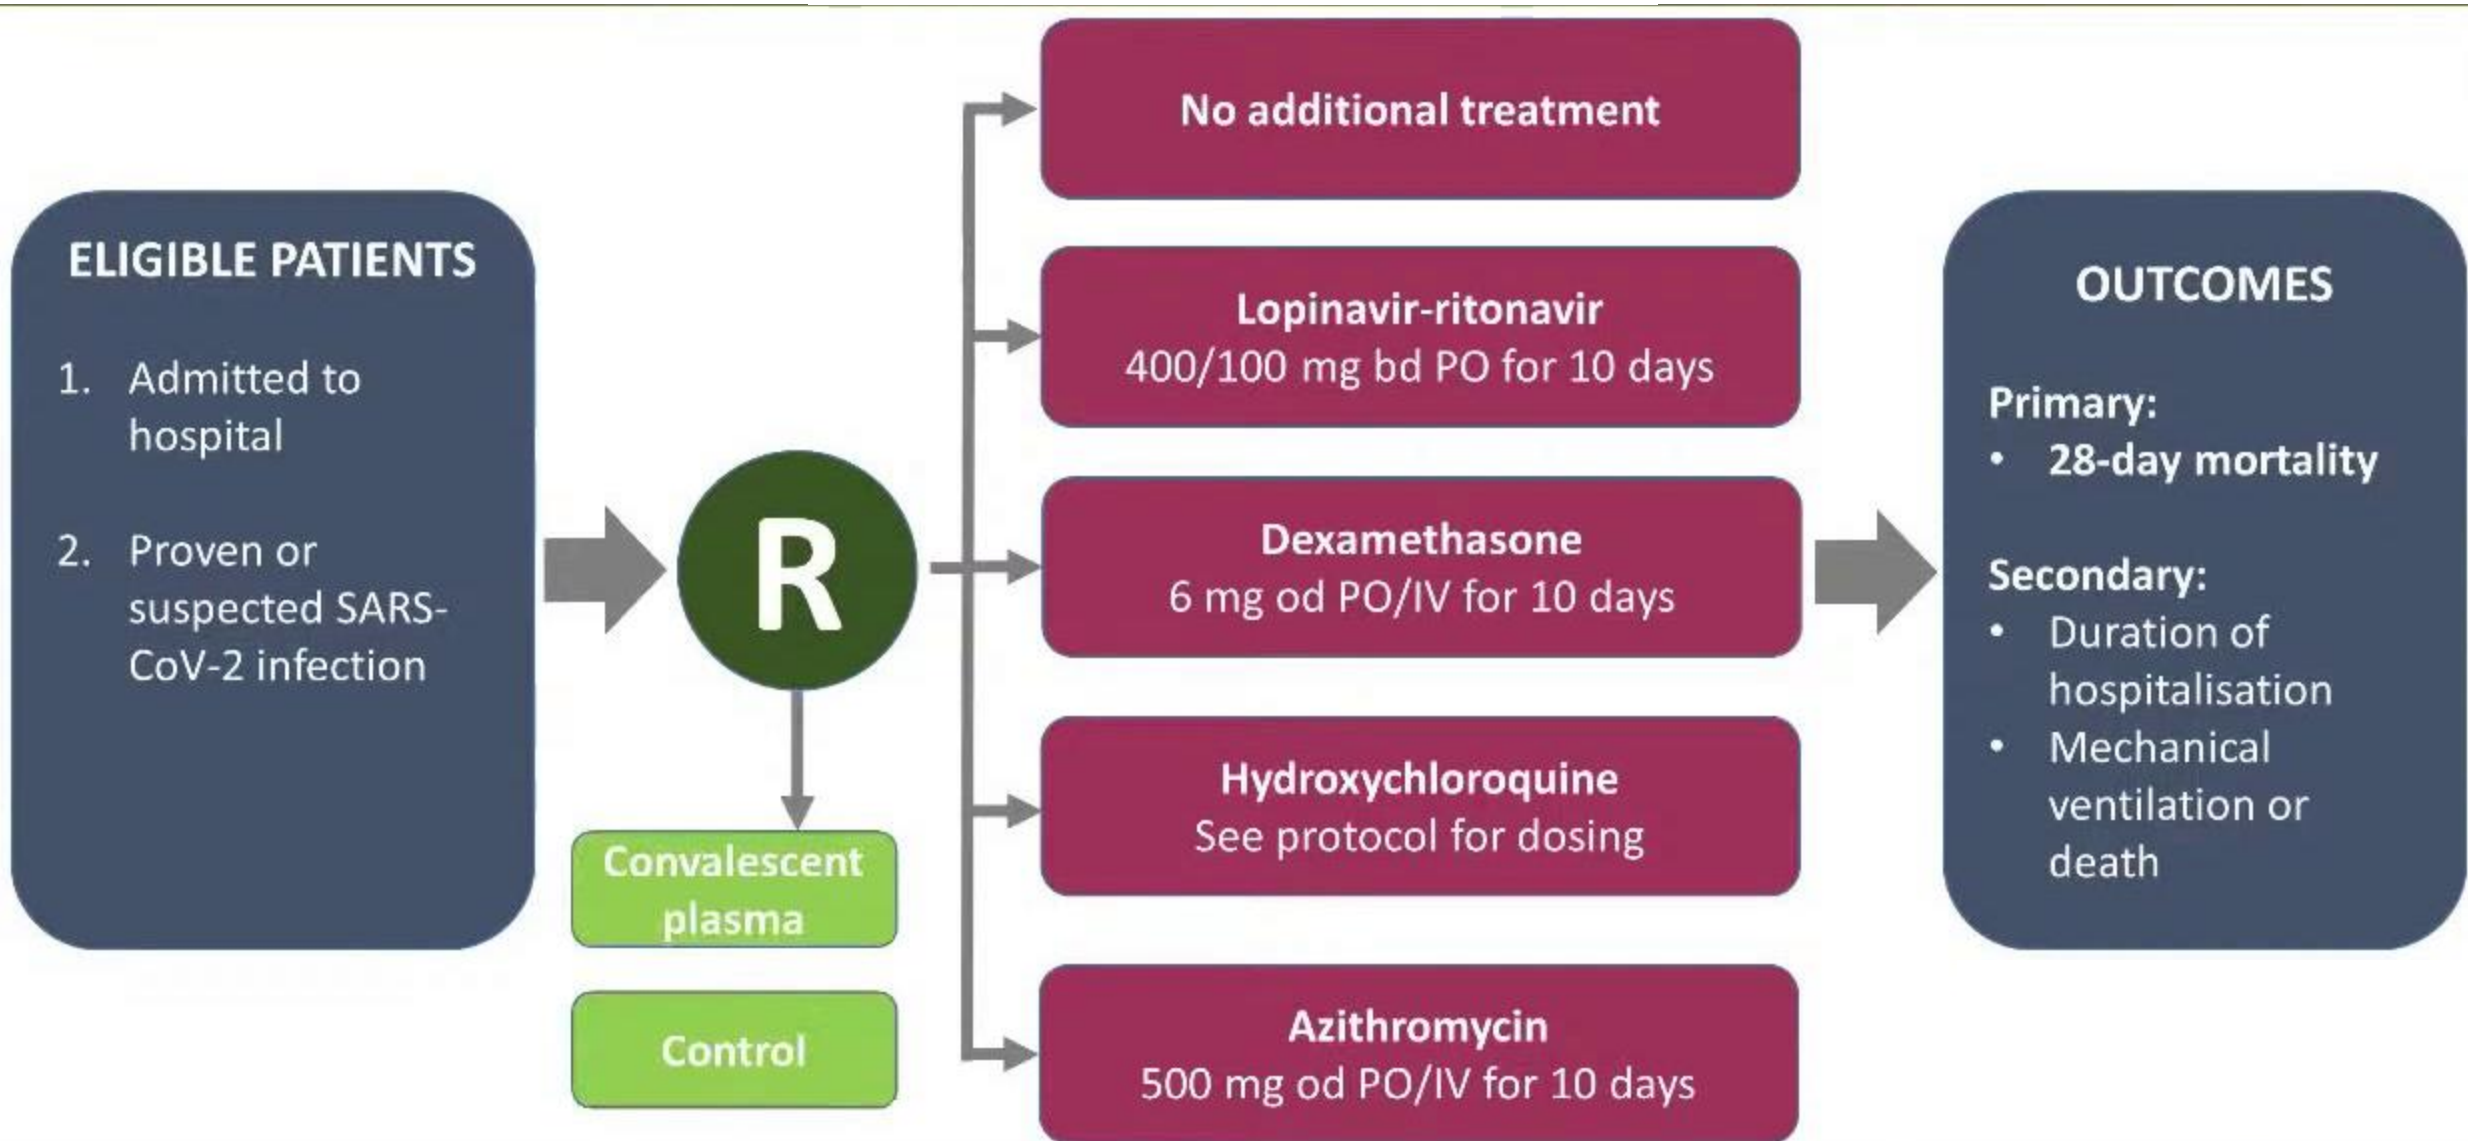 ELIGIBLE PATIENTS
1. Admitted to
hospital
2. Proven or
suspected SARS-
CoV-2 infection
R
Convalescent
plasma
Control
No additional treatment
Lopinavir-ritonavir
400/100 mg bd PO for 10 days
Dexamethasone
6 mg od PO/IV for 10 days
Hydroxychloroquine
See protocol for dosing
Azithromycin
500 mg od PO/IV for 10 days
OUTCOMES
Primary:
• 28-day mortality
Secondary:
• Duration of
hospitalisation
• Mechanical
ventilation or
death